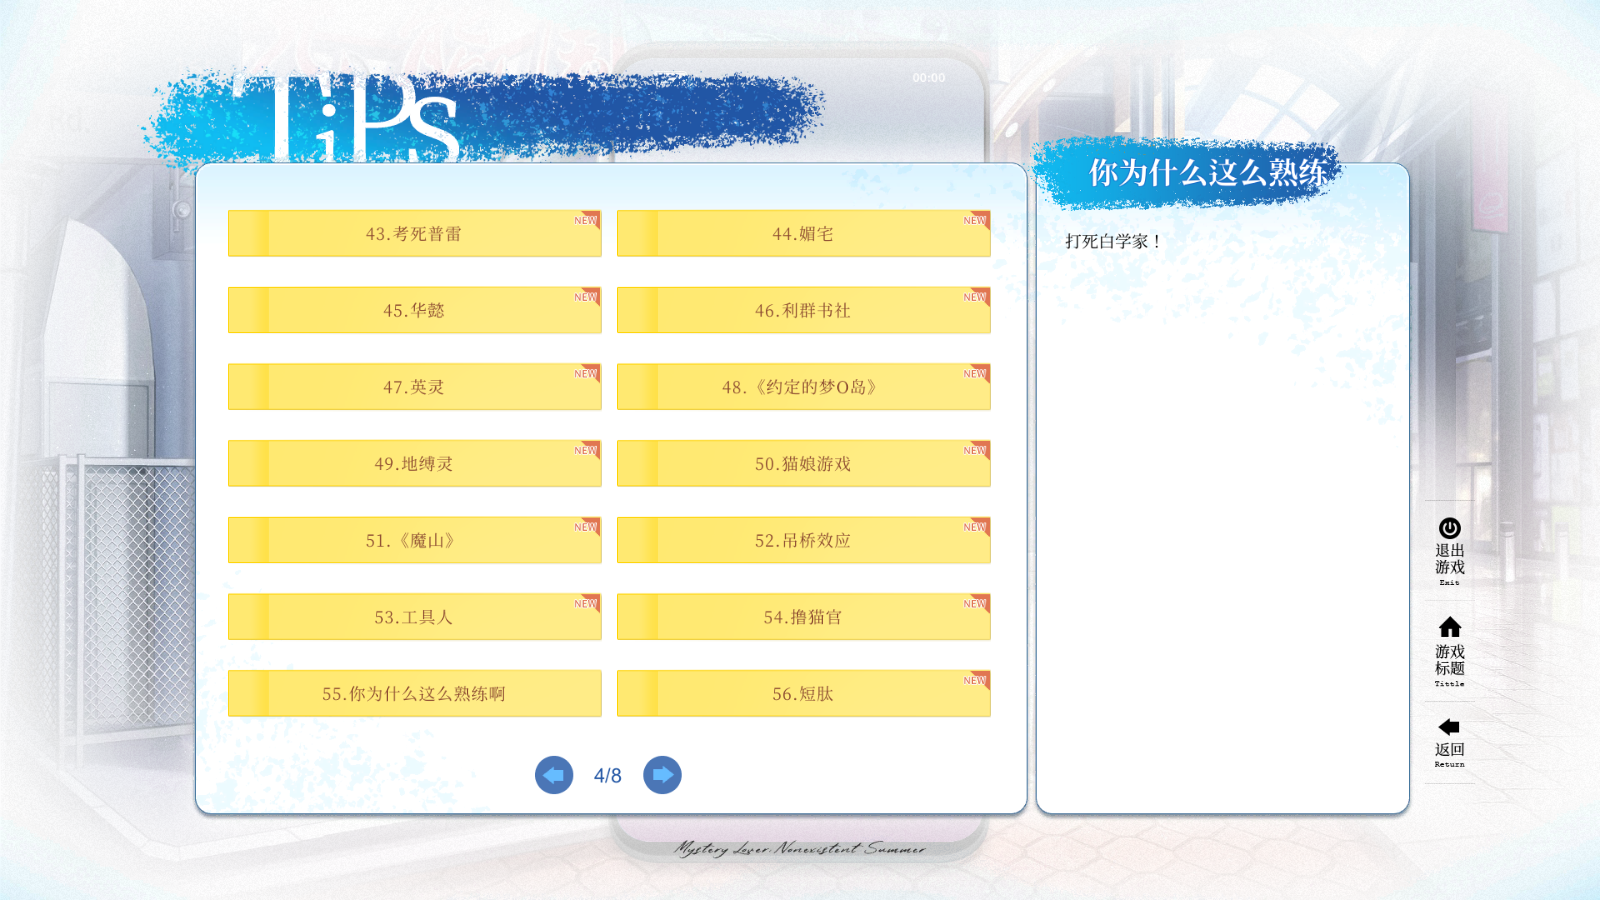 TiPS
00:00
你为什么这么熟练
打死白学家！
43.考死普雷 NEW
44.媚宅 NEW
45.华懿 NEW
46.利群书社 NEW
47.英灵 NEW
48.《约定的梦O岛》 NEW
49.地缚灵 NEW
50.猫娘游戏 NEW
51.《魔山》 NEW
52.吊桥效应 NEW
53.工具人 NEW
54.撸猫官 NEW
55.你为什么这么熟练啊
56.短肽 NEW
4/8
退出
游戏
Exit
游戏
标题
Tittle
返回
Return
Mystery Lover:Nonexistent Summer